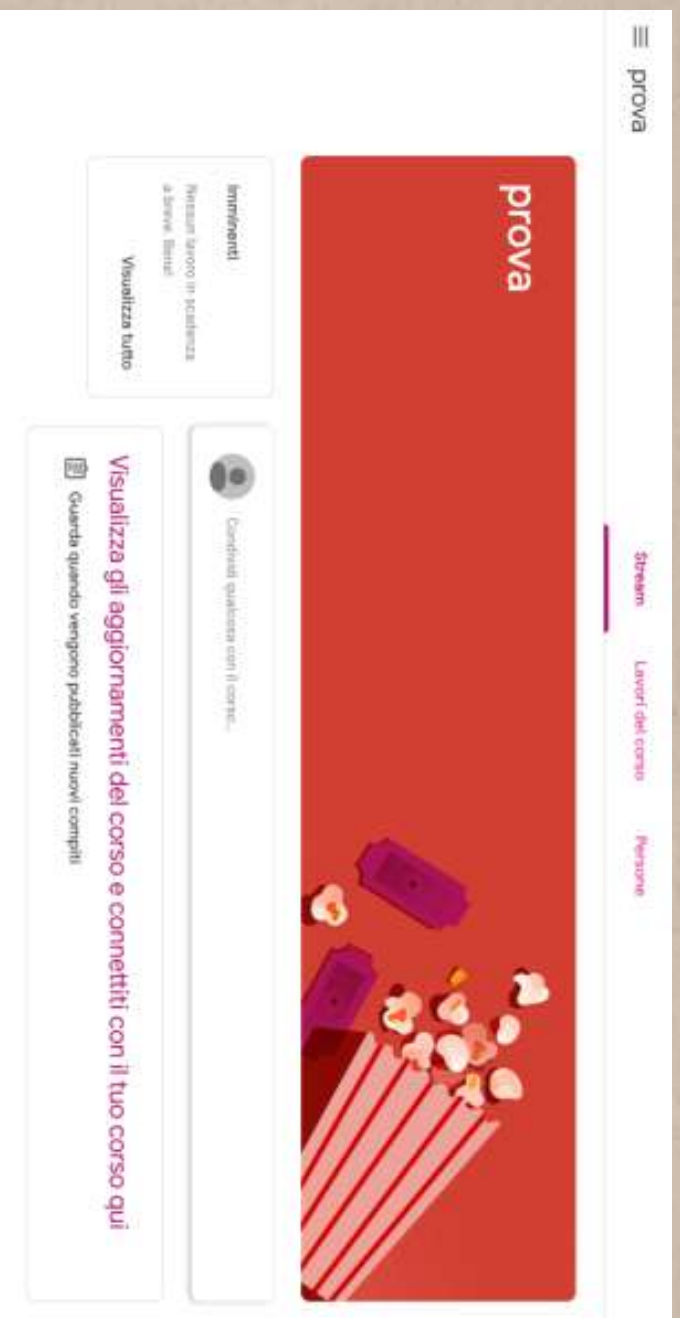 prova
Stream
Lavori del corso
Persone
prova
Imminenti
Nessun lavoro in scadenza
a breve. Bene!
Visualizza tutto
Condividi qualcosa con il corso...
Visualizza gli aggiornamenti del corso e connettiti con il tuo corso qui
Guarda quando vengono pubblicati nuovi compiti